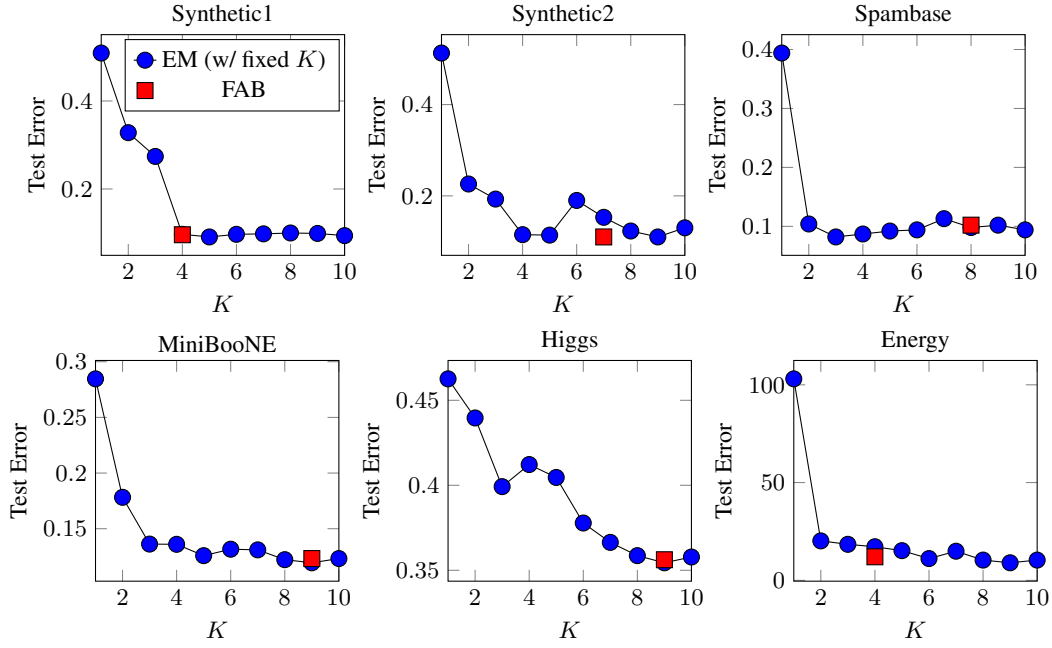 Synthetic1
EM (w/ fixed K)
FAB
0.4
0.2
Test Error
2 4 6 8 10
K
Synthetic2
0.4
0.2
Test Error
2 4 6 8 10
K
Spambase
0.4
0.3
0.2
0.1
Test Error
2 4 6 8 10
K
MiniBooNE
0.3
0.25
0.2
0.15
Test Error
2 4 6 8 10
K
Higgs
0.45
0.4
0.35
Test Error
2 4 6 8 10
K
Energy
100
50
0
Test Error
2 4 6 8 10
K